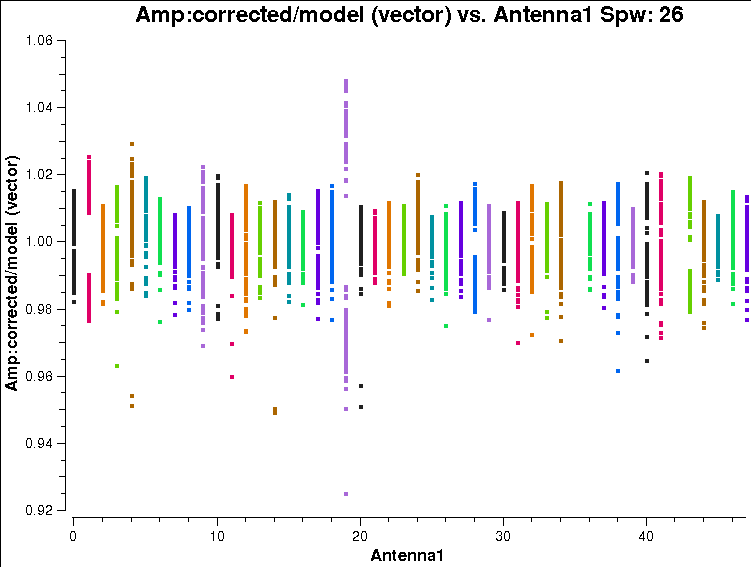 Amp:corrected/model (vector) vs. Antenna1 Spw: 26
1.06
1.04
1.02
1.00
0.98
0.96
0.94
0.92
Amp:corrected/model (vector)
0 10 20 30 40
Antenna1